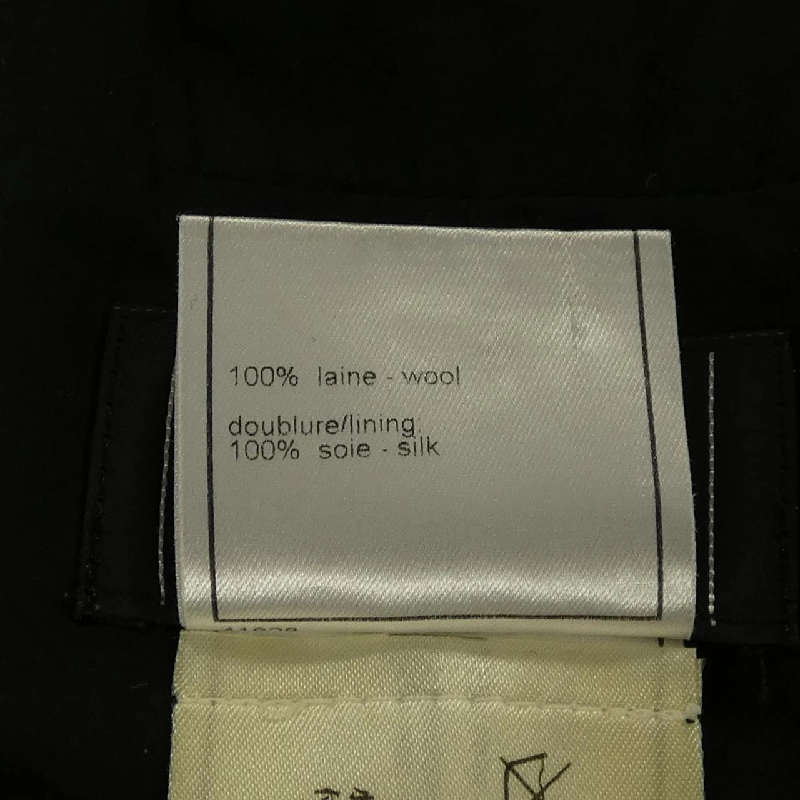 100% laine - wool
doublure/lining
100% soie - silk